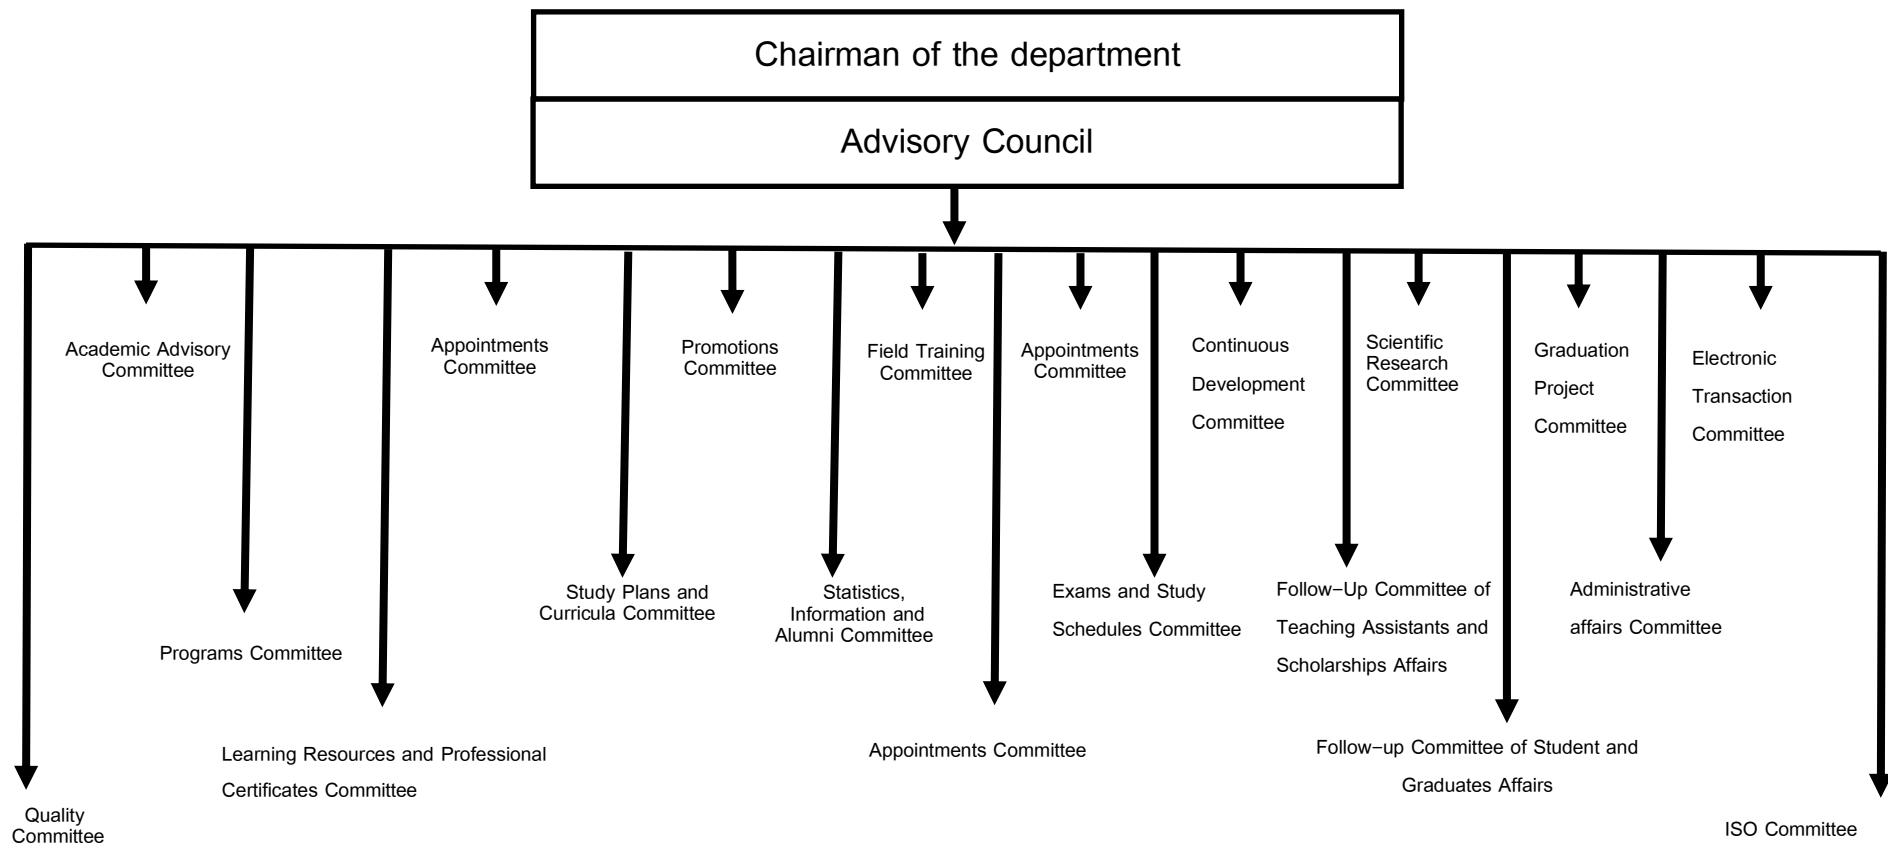 Chairman of the department
Advisory Council
Academic Advisory
Committee
Appointments
Committee
Promotions
Committee
Field Training
Committee
Appointments
Committee
Continuous
Development
Committee
Scientific
Research
Committee
Graduation
Project
Committee
Electronic
Transaction
Committee
Study Plans and
Curricula Committee
Statistics,
Information and
Alumni Committee
Exams and Study
Schedules Committee
Follow-Up Committee of
Teaching Assistants and
Scholarships Affairs
Administrative
affairs Committee
Programs Committee
Learning Resources and Professional
Certificates Committee
Appointments Committee
Follow-up Committee of Student and
Graduates Affairs
Quality
Committee
ISO Committee